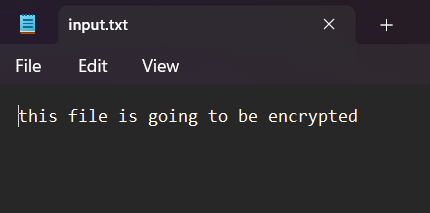 input.txt
File Edit View
this file is going to be encrypted